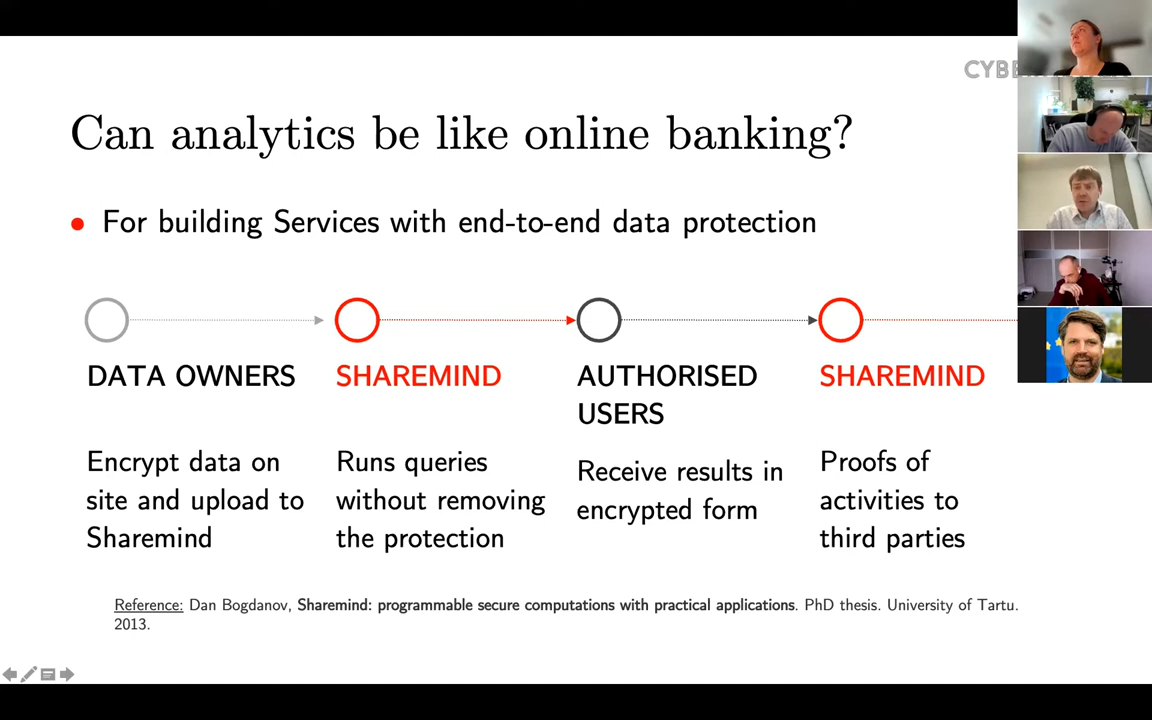 CYBE
Can analytics be like online banking?
For building Services with end-to-end data protection
DATA OWNERS
Encrypt data on
site and upload to
Sharemind
SHAREMIND
Runs queries
without removing
the protection
AUTHORISED
USERS
Receive results in
encrypted form
SHAREMIND
Proofs of
activities to
third parties
Reference: Dan Bogdanov, Sharemind: programmable secure computations with practical applications. PhD thesis. University of Tartu.
2013.